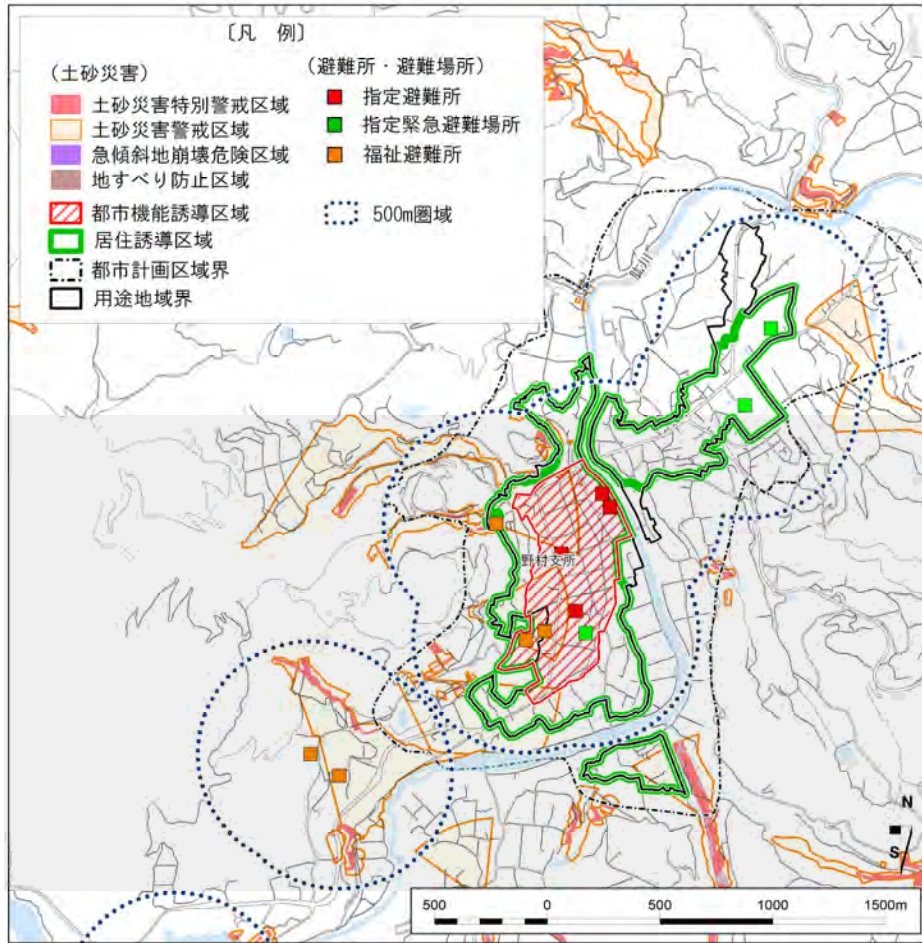 〔凡 例〕
(土砂災害)
土砂災害特別警戒区域
土砂災害警戒区域
急傾斜地崩壊危険区域
地すべり防止区域
都市機能誘導区域
居住誘導区域
都市計画区域界
用途地域界
(避難所・避難場所)
指定避難所
指定緊急避難場所
福祉避難所
500m圏域
野村支所
N
S
500 0 500 1000 1500m